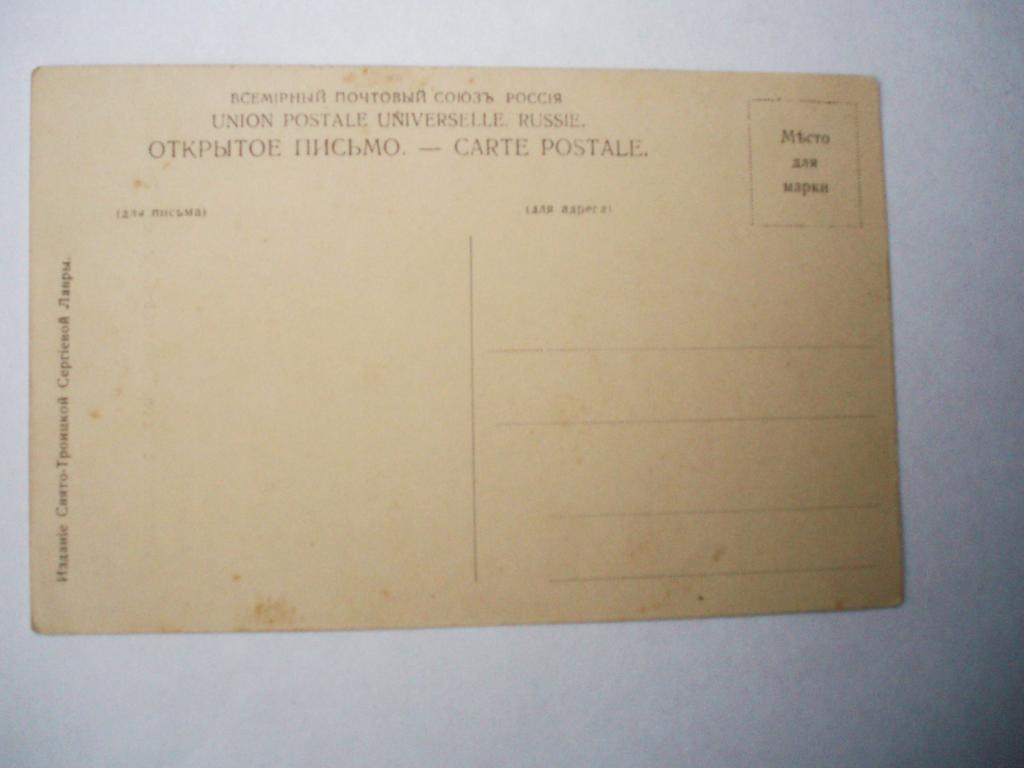 ВСЕМІРНЫЙ ПОЧТОВЫЙ СОЮЗЪ РОССІЯ
UNION POSTALE UNIVERSELLE. RUSSIE.
ОТКРЫТОЕ ПИСЬМО. — CARTE POSTALE.
Мѣсто
для
марки
(для письма)
(для адреса)
Изданіе Свято-Троицкой Сергіевой Лавры.